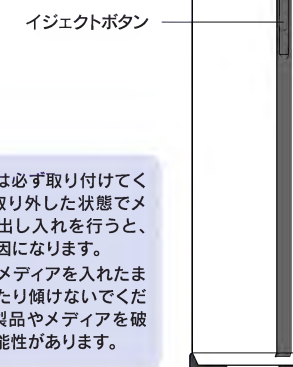 イジェクトボタン
は必ず取り付けてく
取り外した状態でメ
出し入れを行うと、
因になります。
メディアを入れたま
たり傾けないでくだ
製品やメディアを破
能性があります。